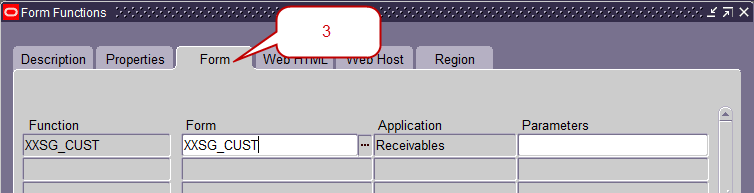 Form Functions
3
Description Properties Form Web HTML Web Host Region
Function Form Application Parameters
XXSG_CUST XXSG_CUST Receivables